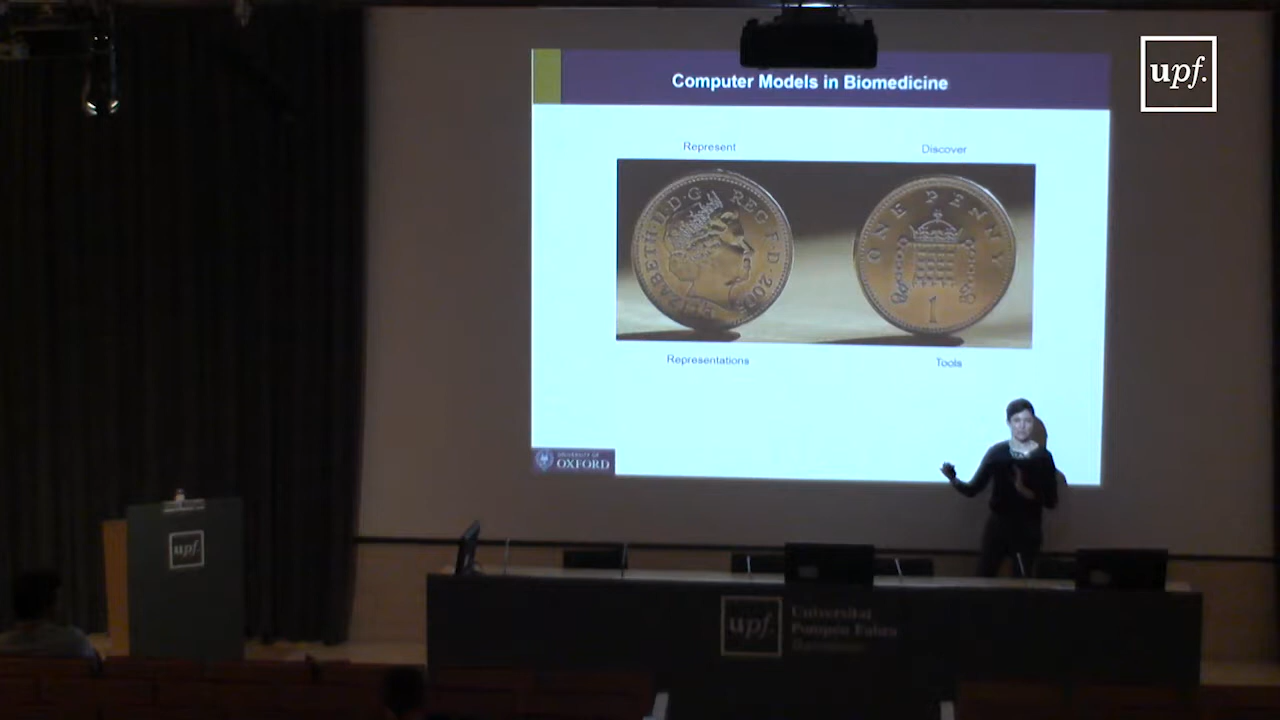 upf.
Computer Models in Biomedicine
Represent
Discover
ELIZABETH·II·D·G REG·F·D·
ONE PENNY
1
Representations
Tools
UNIVERSITY OF
OXFORD
upf.
upf.
Universitat
Pompeu Fabra
Barcelona